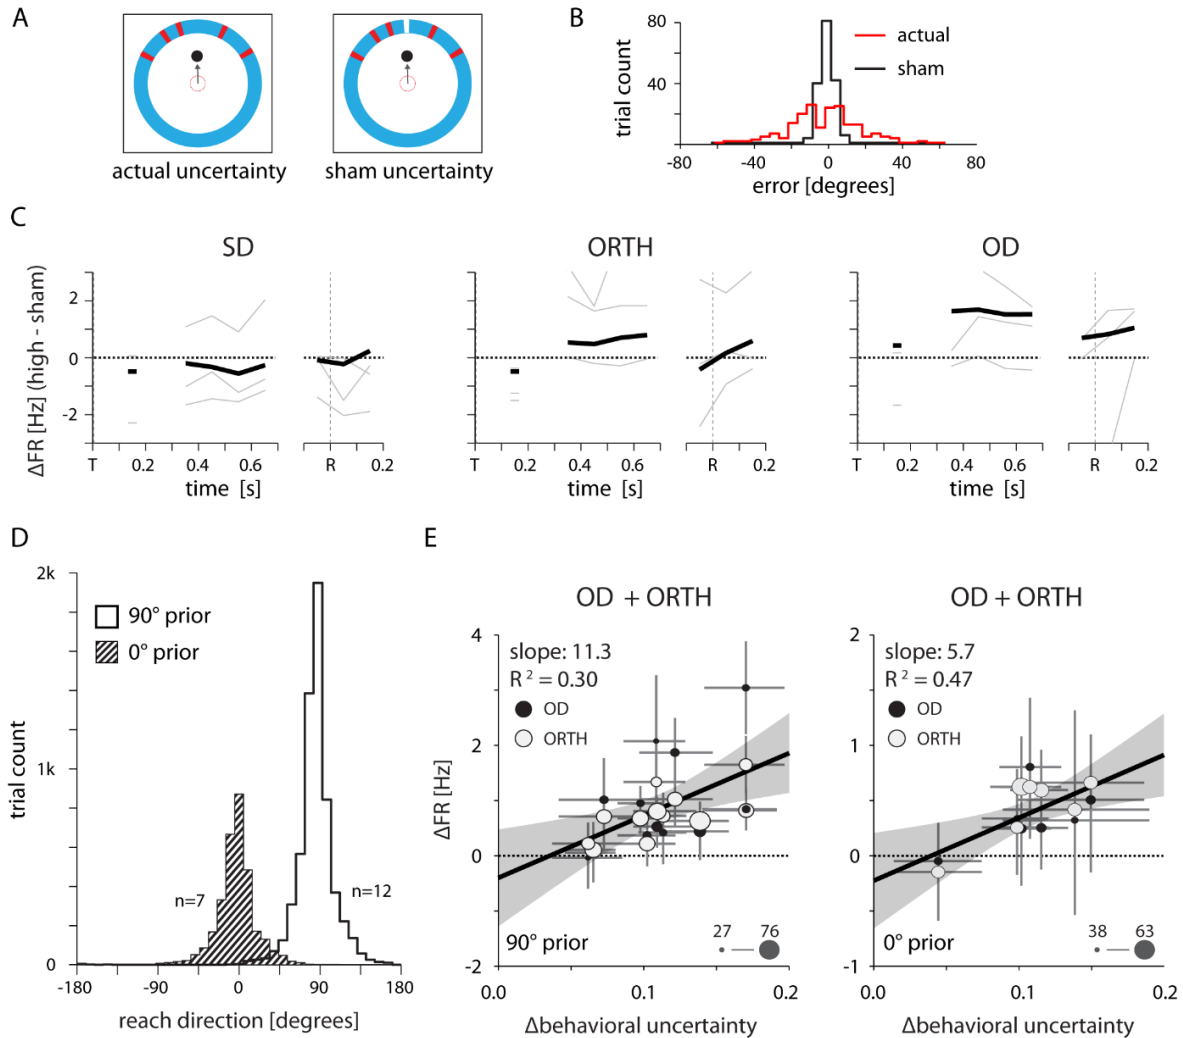 A
actual uncertainty
sham uncertainty
B
trial count
80
40
actual
sham
-80
-40
0
40
80
error [degrees]
C
SD
ORTH
OD
ΔFR [Hz] (high - sham)
2
0
-2
T
0.2
0.4
0.6
R
0.2
time [s]
T
0.2
0.4
0.6
R
0.2
time [s]
T
0.2
0.4
0.6
R
0.2
time [s]
D
trial count
2k
1k
0
90° prior
0° prior
n=7
n=12
-180
-90
0
90
180
reach direction [degrees]
E
OD + ORTH
ΔFR [Hz]
4
2
0
-2
slope: 11.3
R² = 0.30
OD
ORTH
90° prior
27
76
0.0
0.1
0.2
Δbehavioral uncertainty
OD + ORTH
2
1
0
-1
slope: 5.7
R² = 0.47
OD
ORTH
0° prior
38
63
0.0
0.1
0.2
Δbehavioral uncertainty